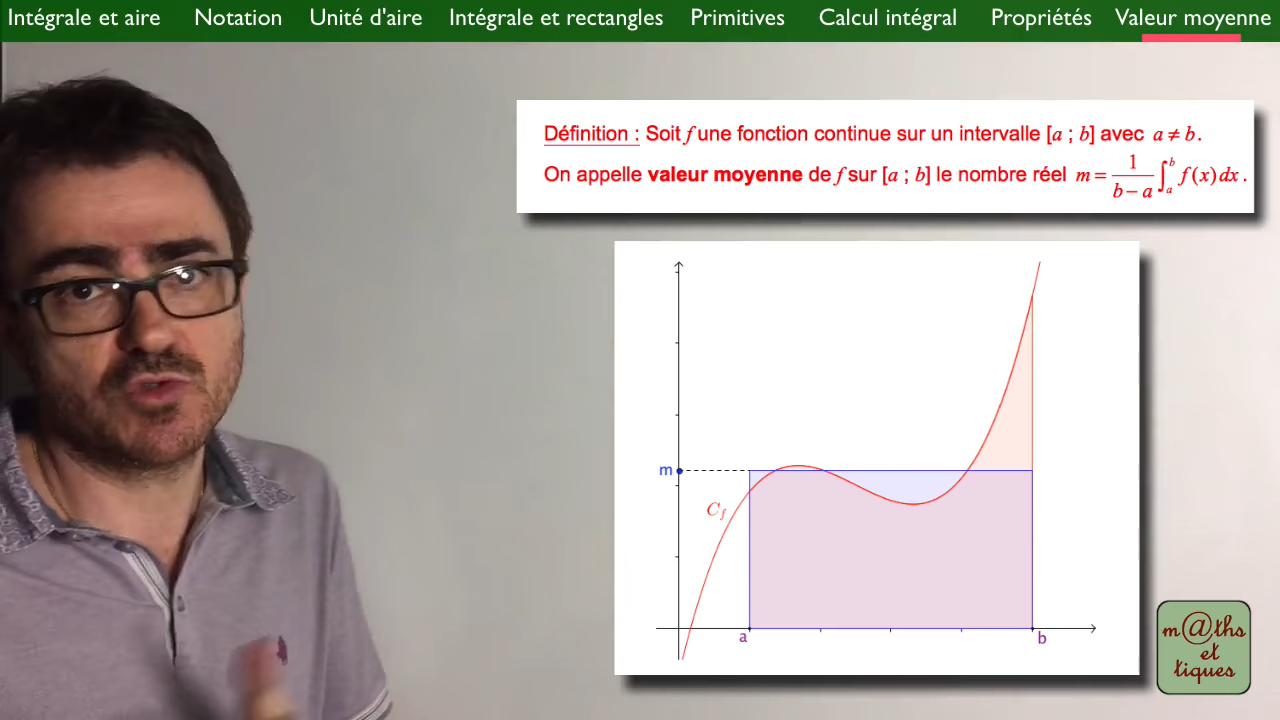 Intégrale et aire Notation Unité d'aire Intégrale et rectangles Primitives Calcul intégral Propriétés Valeur moyenne
Définition : Soit f une fonction continue sur un intervalle [a ; b] avec a ≠ b.
On appelle valeur moyenne de f sur [a ; b] le nombre réel m = 1/(b − a) ∫_a^b f(x) dx.
m
C_f
a b
m@ths
et
tiques